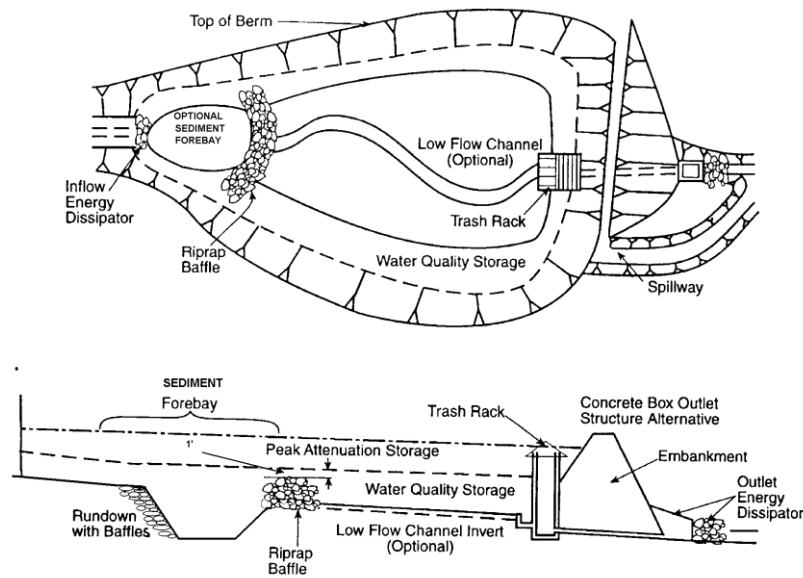 Top of Berm
OPTIONAL
SEDIMENT
FOREBAY
Low Flow Channel
(Optional)
Inflow
Energy
Dissipator
Trash Rack
Riprap
Baffle
Water Quality Storage
Spillway
SEDIMENT
Forebay
Trash Rack
Concrete Box Outlet
Structure Alternative
1'
Peak Attenuation Storage
Embankment
Water Quality Storage
Outlet
Energy
Dissipator
Rundown
with Baffles
Low Flow Channel Invert
(Optional)
Riprap
Baffle